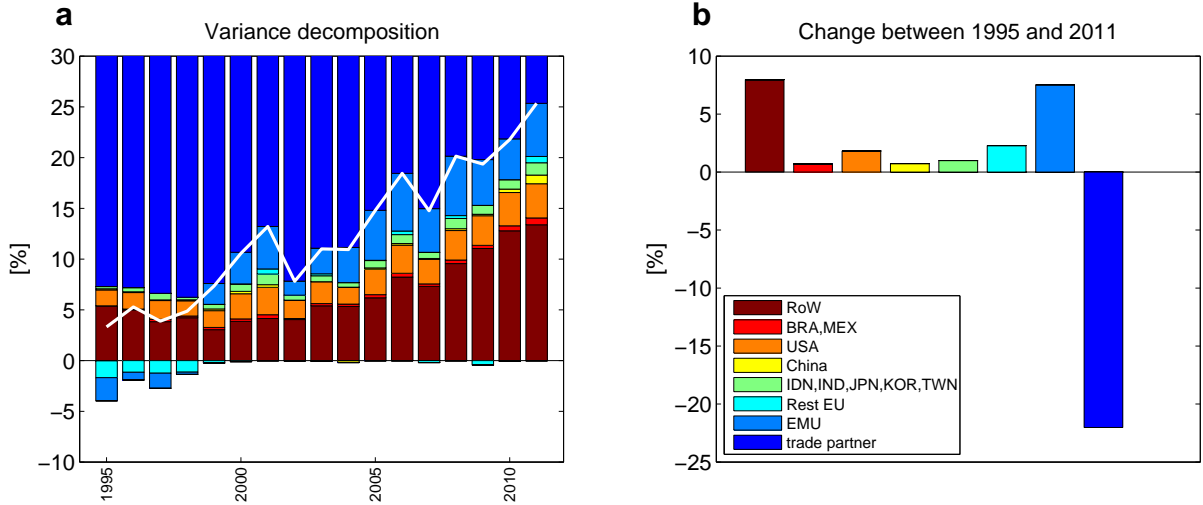 a
Variance decomposition
30
25
20
15
10
5
0
−5
−10
[%]
1995
2000
2005
2010
b
Change between 1995 and 2011
10
5
0
−5
−10
−15
−20
−25
[%]
RoW
BRA,MEX
USA
China
IDN,IND,JPN,KOR,TWN
Rest EU
EMU
trade partner